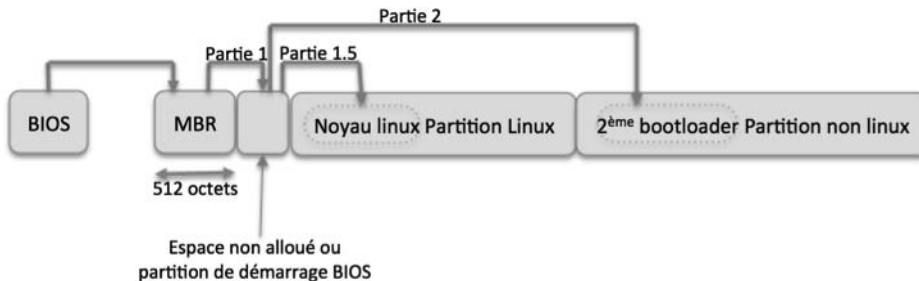 Partie 2
Partie 1
Partie 1.5
BIOS
MBR
Noyau linux Partition Linux
2ème bootloader Partition non linux
512 octets
Espace non alloué ou
partition de démarrage BIOS